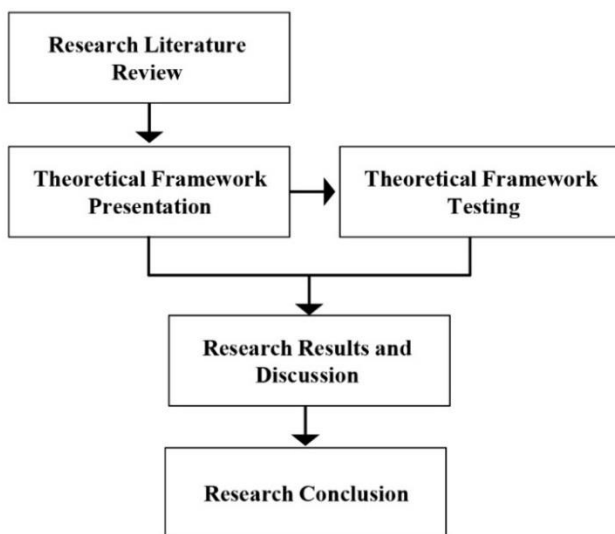 Research Literature
Review
Theoretical Framework
Presentation
Theoretical Framework
Testing
Research Results and
Discussion
Research Conclusion